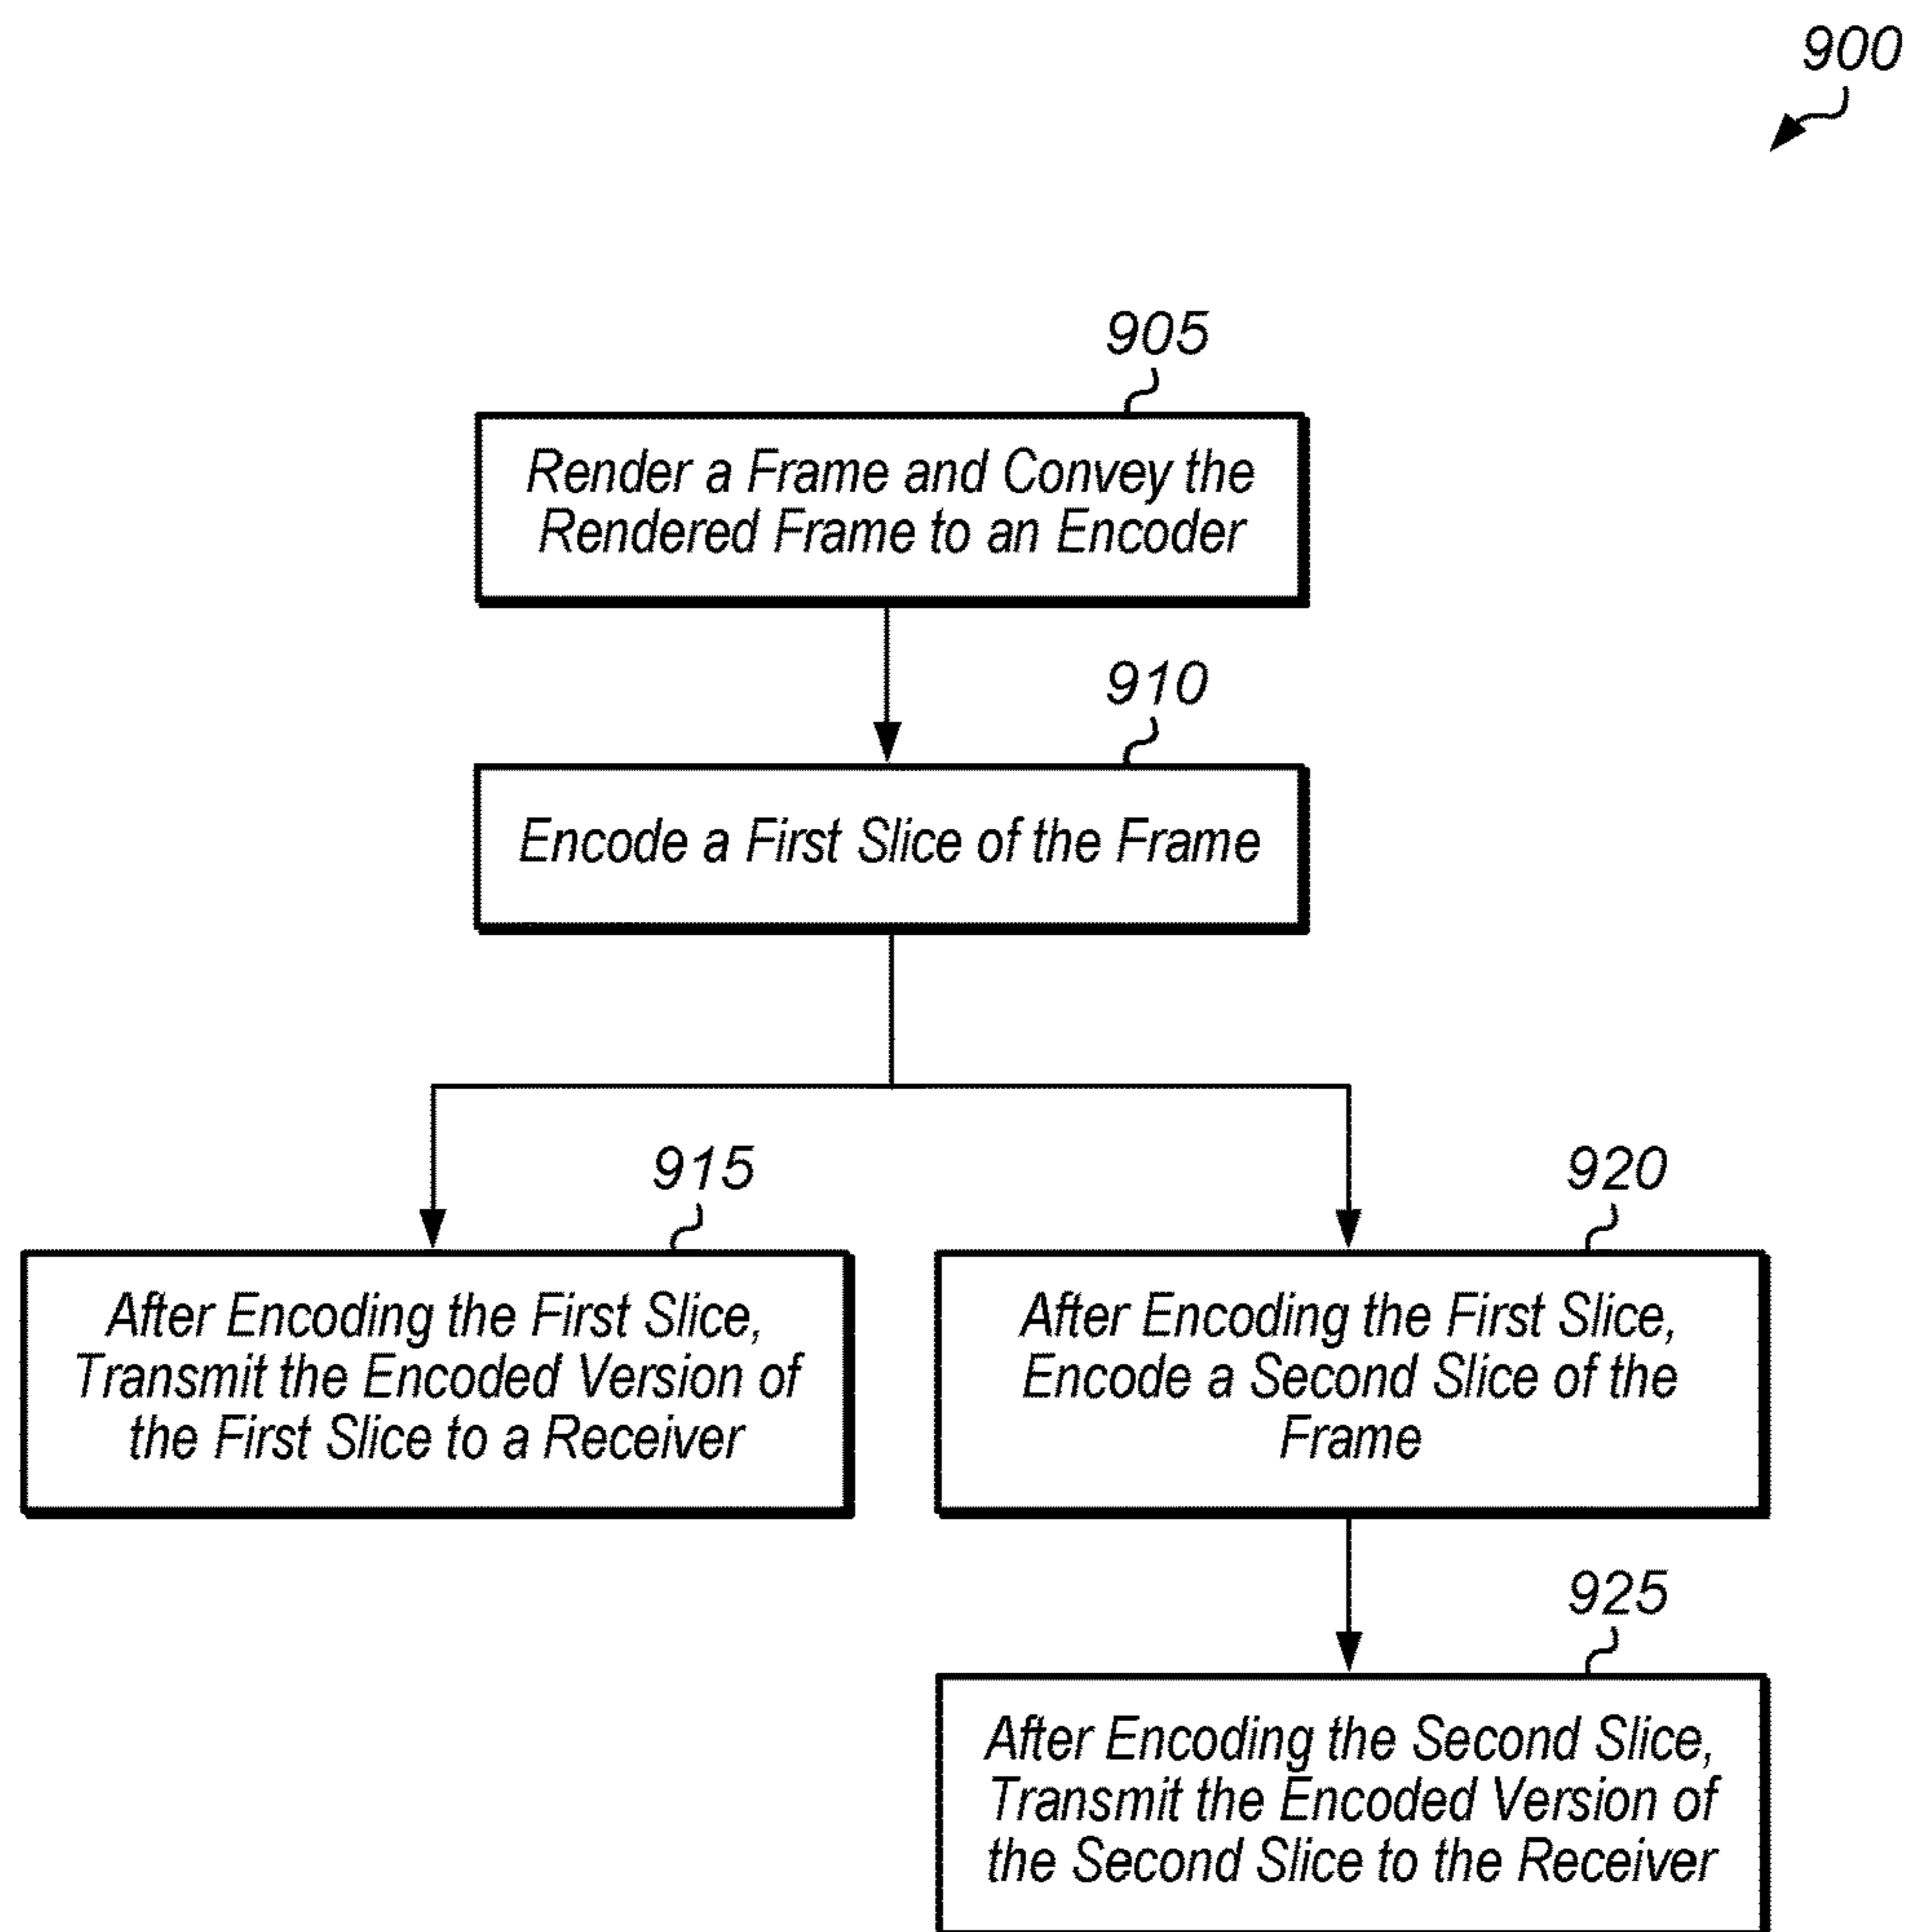 900
905
Render a Frame and Convey the
Rendered Frame to an Encoder
910
Encode a First Slice of the Frame
915
After Encoding the First Slice,
Transmit the Encoded Version of
the First Slice to a Receiver
920
After Encoding the First Slice,
Encode a Second Slice of the
Frame
925
After Encoding the Second Slice,
Transmit the Encoded Version of
the Second Slice to the Receiver